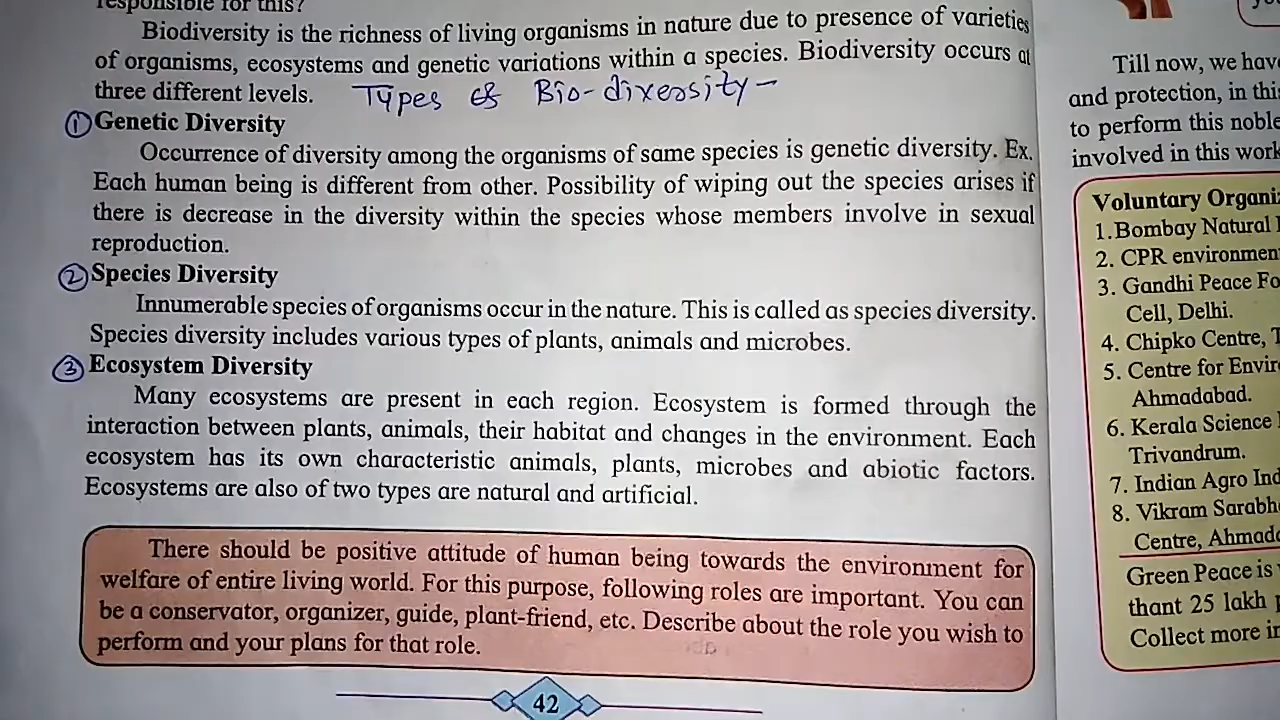 responsible for this?
Biodiversity is the richness of living organisms in nature due to presence of varieties
of organisms, ecosystems and genetic variations within a species. Biodiversity occurs at
three different levels. Types of Bio-diversity-
① Genetic Diversity
Occurrence of diversity among the organisms of same species is genetic diversity. Ex.
Each human being is different from other. Possibility of wiping out the species arises if
there is decrease in the diversity within the species whose members involve in sexual
reproduction.
② Species Diversity
Innumerable species of organisms occur in the nature. This is called as species diversity.
Species diversity includes various types of plants, animals and microbes.
③ Ecosystem Diversity
Many ecosystems are present in each region. Ecosystem is formed through the
interaction between plants, animals, their habitat and changes in the environment. Each
ecosystem has its own characteristic animals, plants, microbes and abiotic factors.
Ecosystems are also of two types are natural and artificial.
There should be positive attitude of human being towards the environment for
welfare of entire living world. For this purpose, following roles are important. You can
be a conservator, organizer, guide, plant-friend, etc. Describe about the role you wish to
perform and your plans for that role.
42
Till now, we have
and protection, in this
to perform this noble
involved in this work
Voluntary
1. Bombay Natural
2. CPR
3. Gandhi Peace
Cell, Delhi.
4. Chipko Centre,
5. Centre for
Ahmadabad.
6. Kerala Science
Trivandrum.
7. Indian Agro
8. Vikram
Centre,
Green Peace is
thant 25 lakh
Collect more